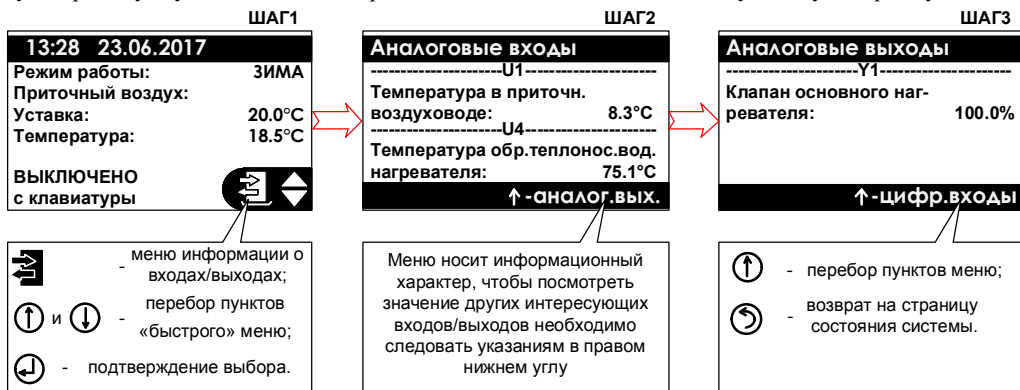 ШАГ1
13:28 23.06.2017
Режим работы: ЗИМА
Приточный воздух:
Уставка: 20.0°C
Температура: 18.5°C
ВЫКЛЮЧЕНО
с клавиатуры
- меню информации о
входах/выходах;
и - перебор пунктов
«быстрого» меню;
- подтверждение выбора.
ШАГ2
Аналоговые входы
----------------------U1----------------------
Температура в приточн.
воздуховоде: 8.3°C
----------------------U4----------------------
Температура обр.теплонос.вод.
нагревателя: 75.1°C
↑-аналог.вых.
Меню носит информационный
характер, чтобы посмотреть
значение других интересующих
входов/выходов необходимо
следовать указаниям в правом
нижнем углу
ШАГ3
Аналоговые выходы
----------------------Y1----------------------
Клапан основного наг-
ревателя: 100.0%
↑-цифр.входы
- перебор пунктов меню;
- возврат на страницу
состояния системы.